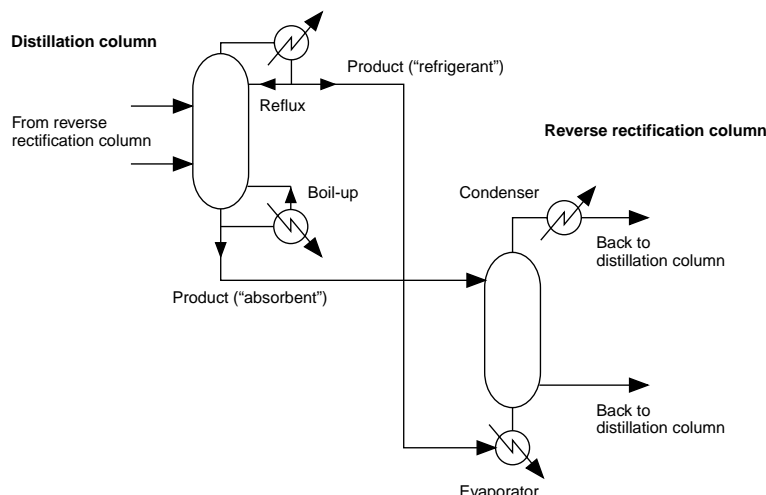 Distillation column
Product (“refrigerant”)
Reflux
From reverse
rectification column
Reverse rectification column
Boil-up
Condenser
Back to
distillation column
Product (“absorbent”)
Back to
distillation column
Evaporator